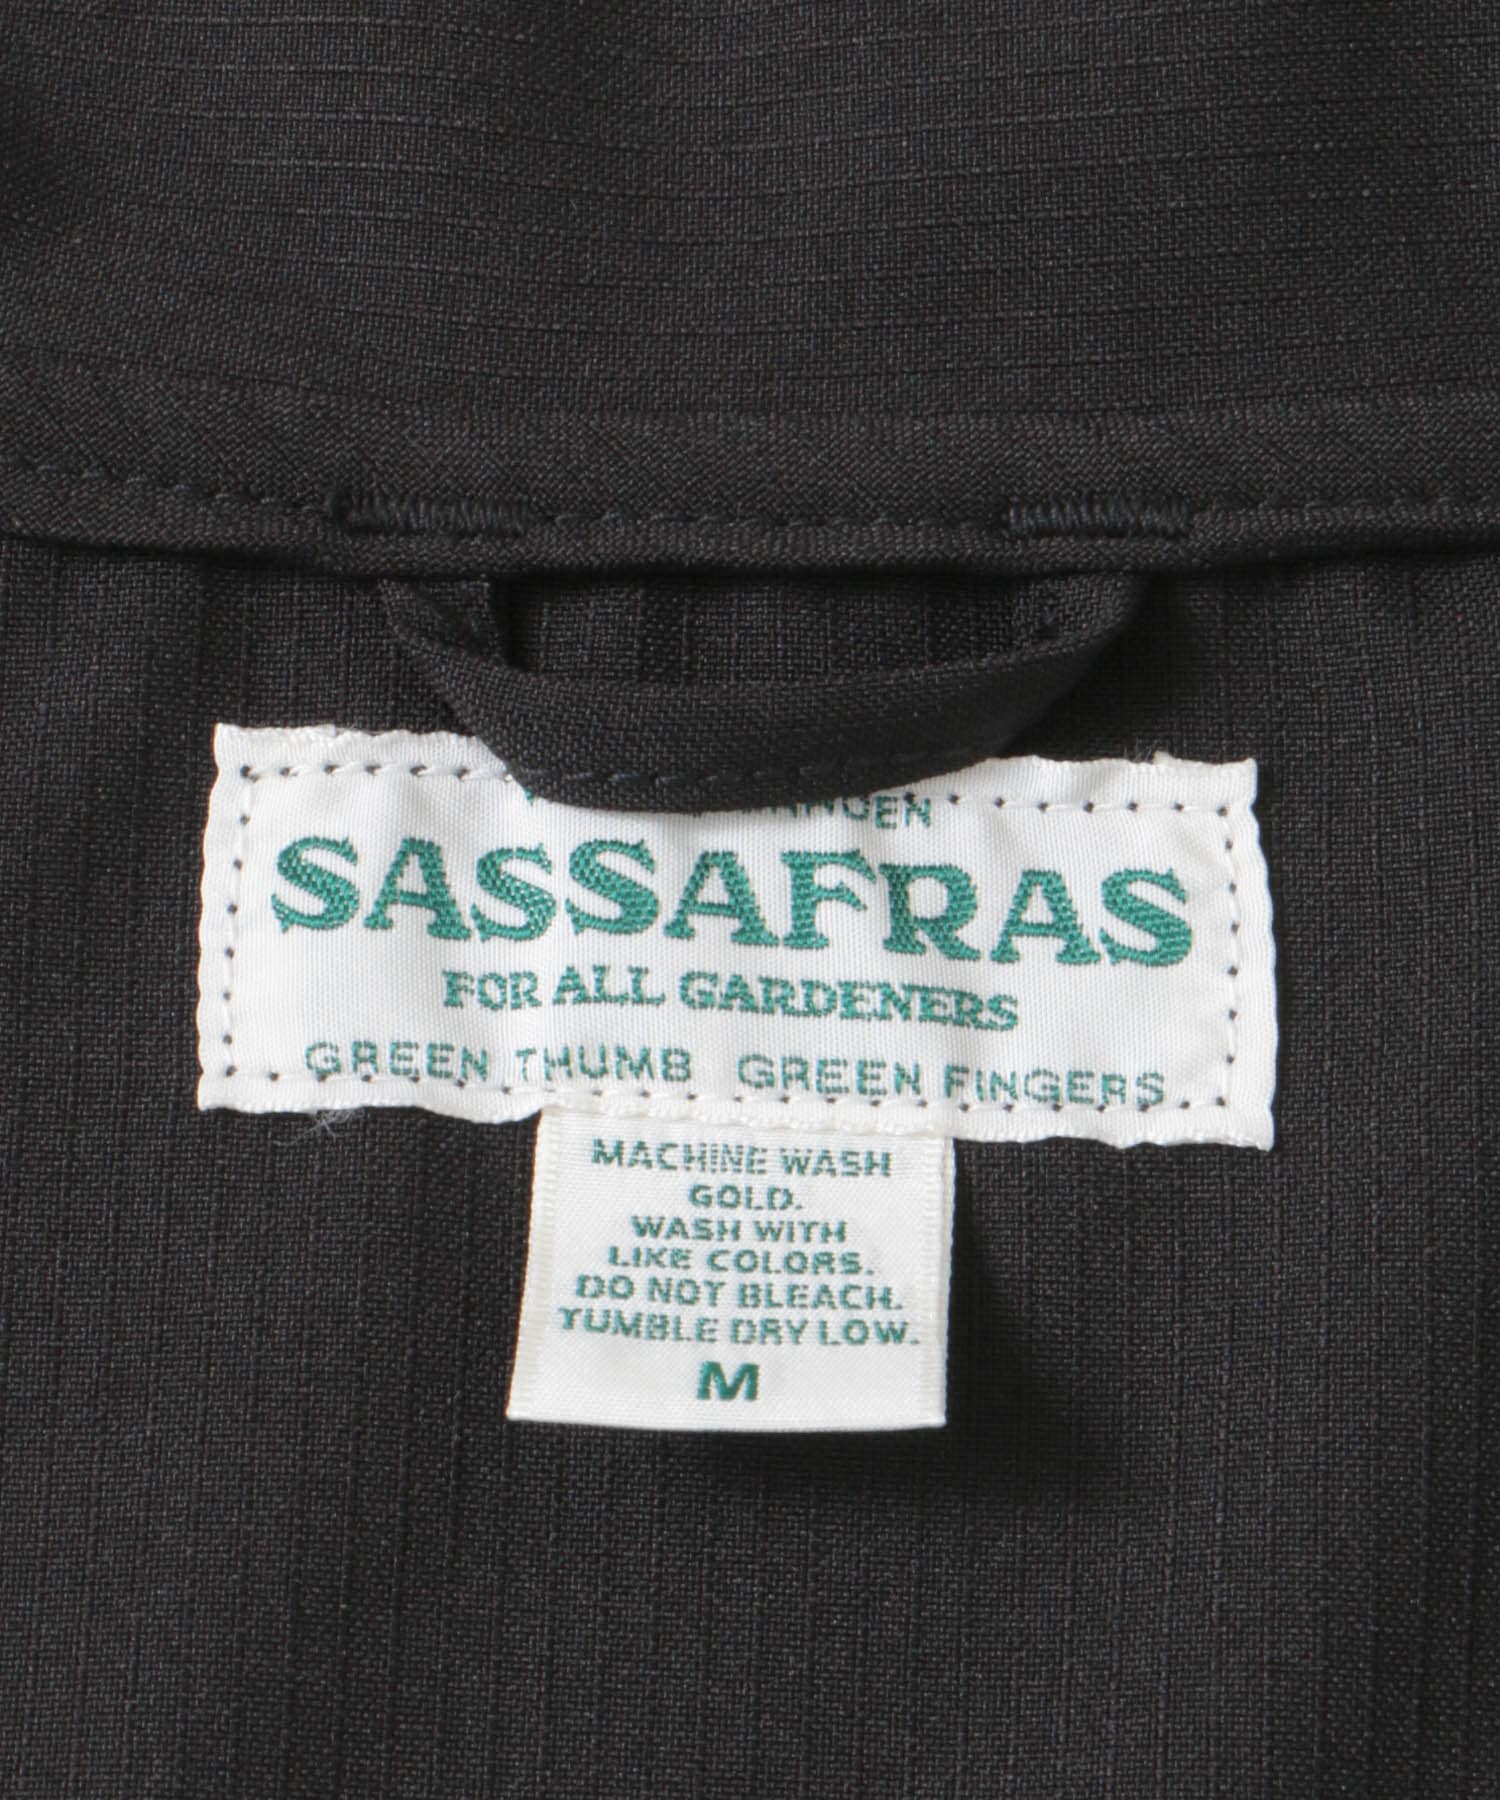 SASSAFRAS
FOR ALL GARDENERS
GREEN THUMB GREEN FINGERS
MACHINE WASH
GOLD.
WASH WITH
LIKE COLORS.
DO NOT BLEACH.
TUMBLE DRY LOW.
M